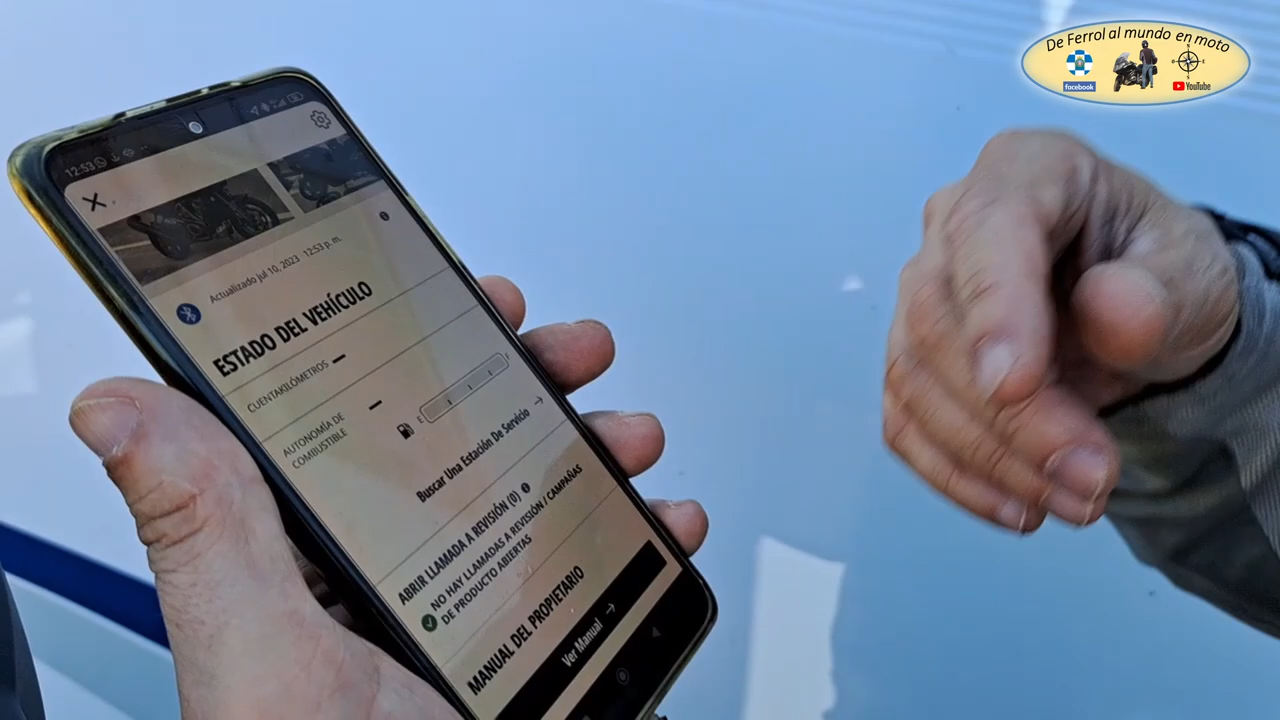 De Ferrol al mundo en moto
facebook
YouTube
12:53
Actualizado jul 10, 2023 12:53 p. m.
ESTADO DEL VEHÍCULO
CUENTAKILÓMETROS
AUTONOMÍA DE
COMBUSTIBLE
E
F
Buscar Una Estación De Servicio →
ABRIR LLAMADA A REVISIÓN (0)
NO HAY LLAMADAS A REVISIÓN / CAMPAÑAS
DE PRODUCTO ABIERTAS
MANUAL DEL PROPIETARIO
Ver Manual →